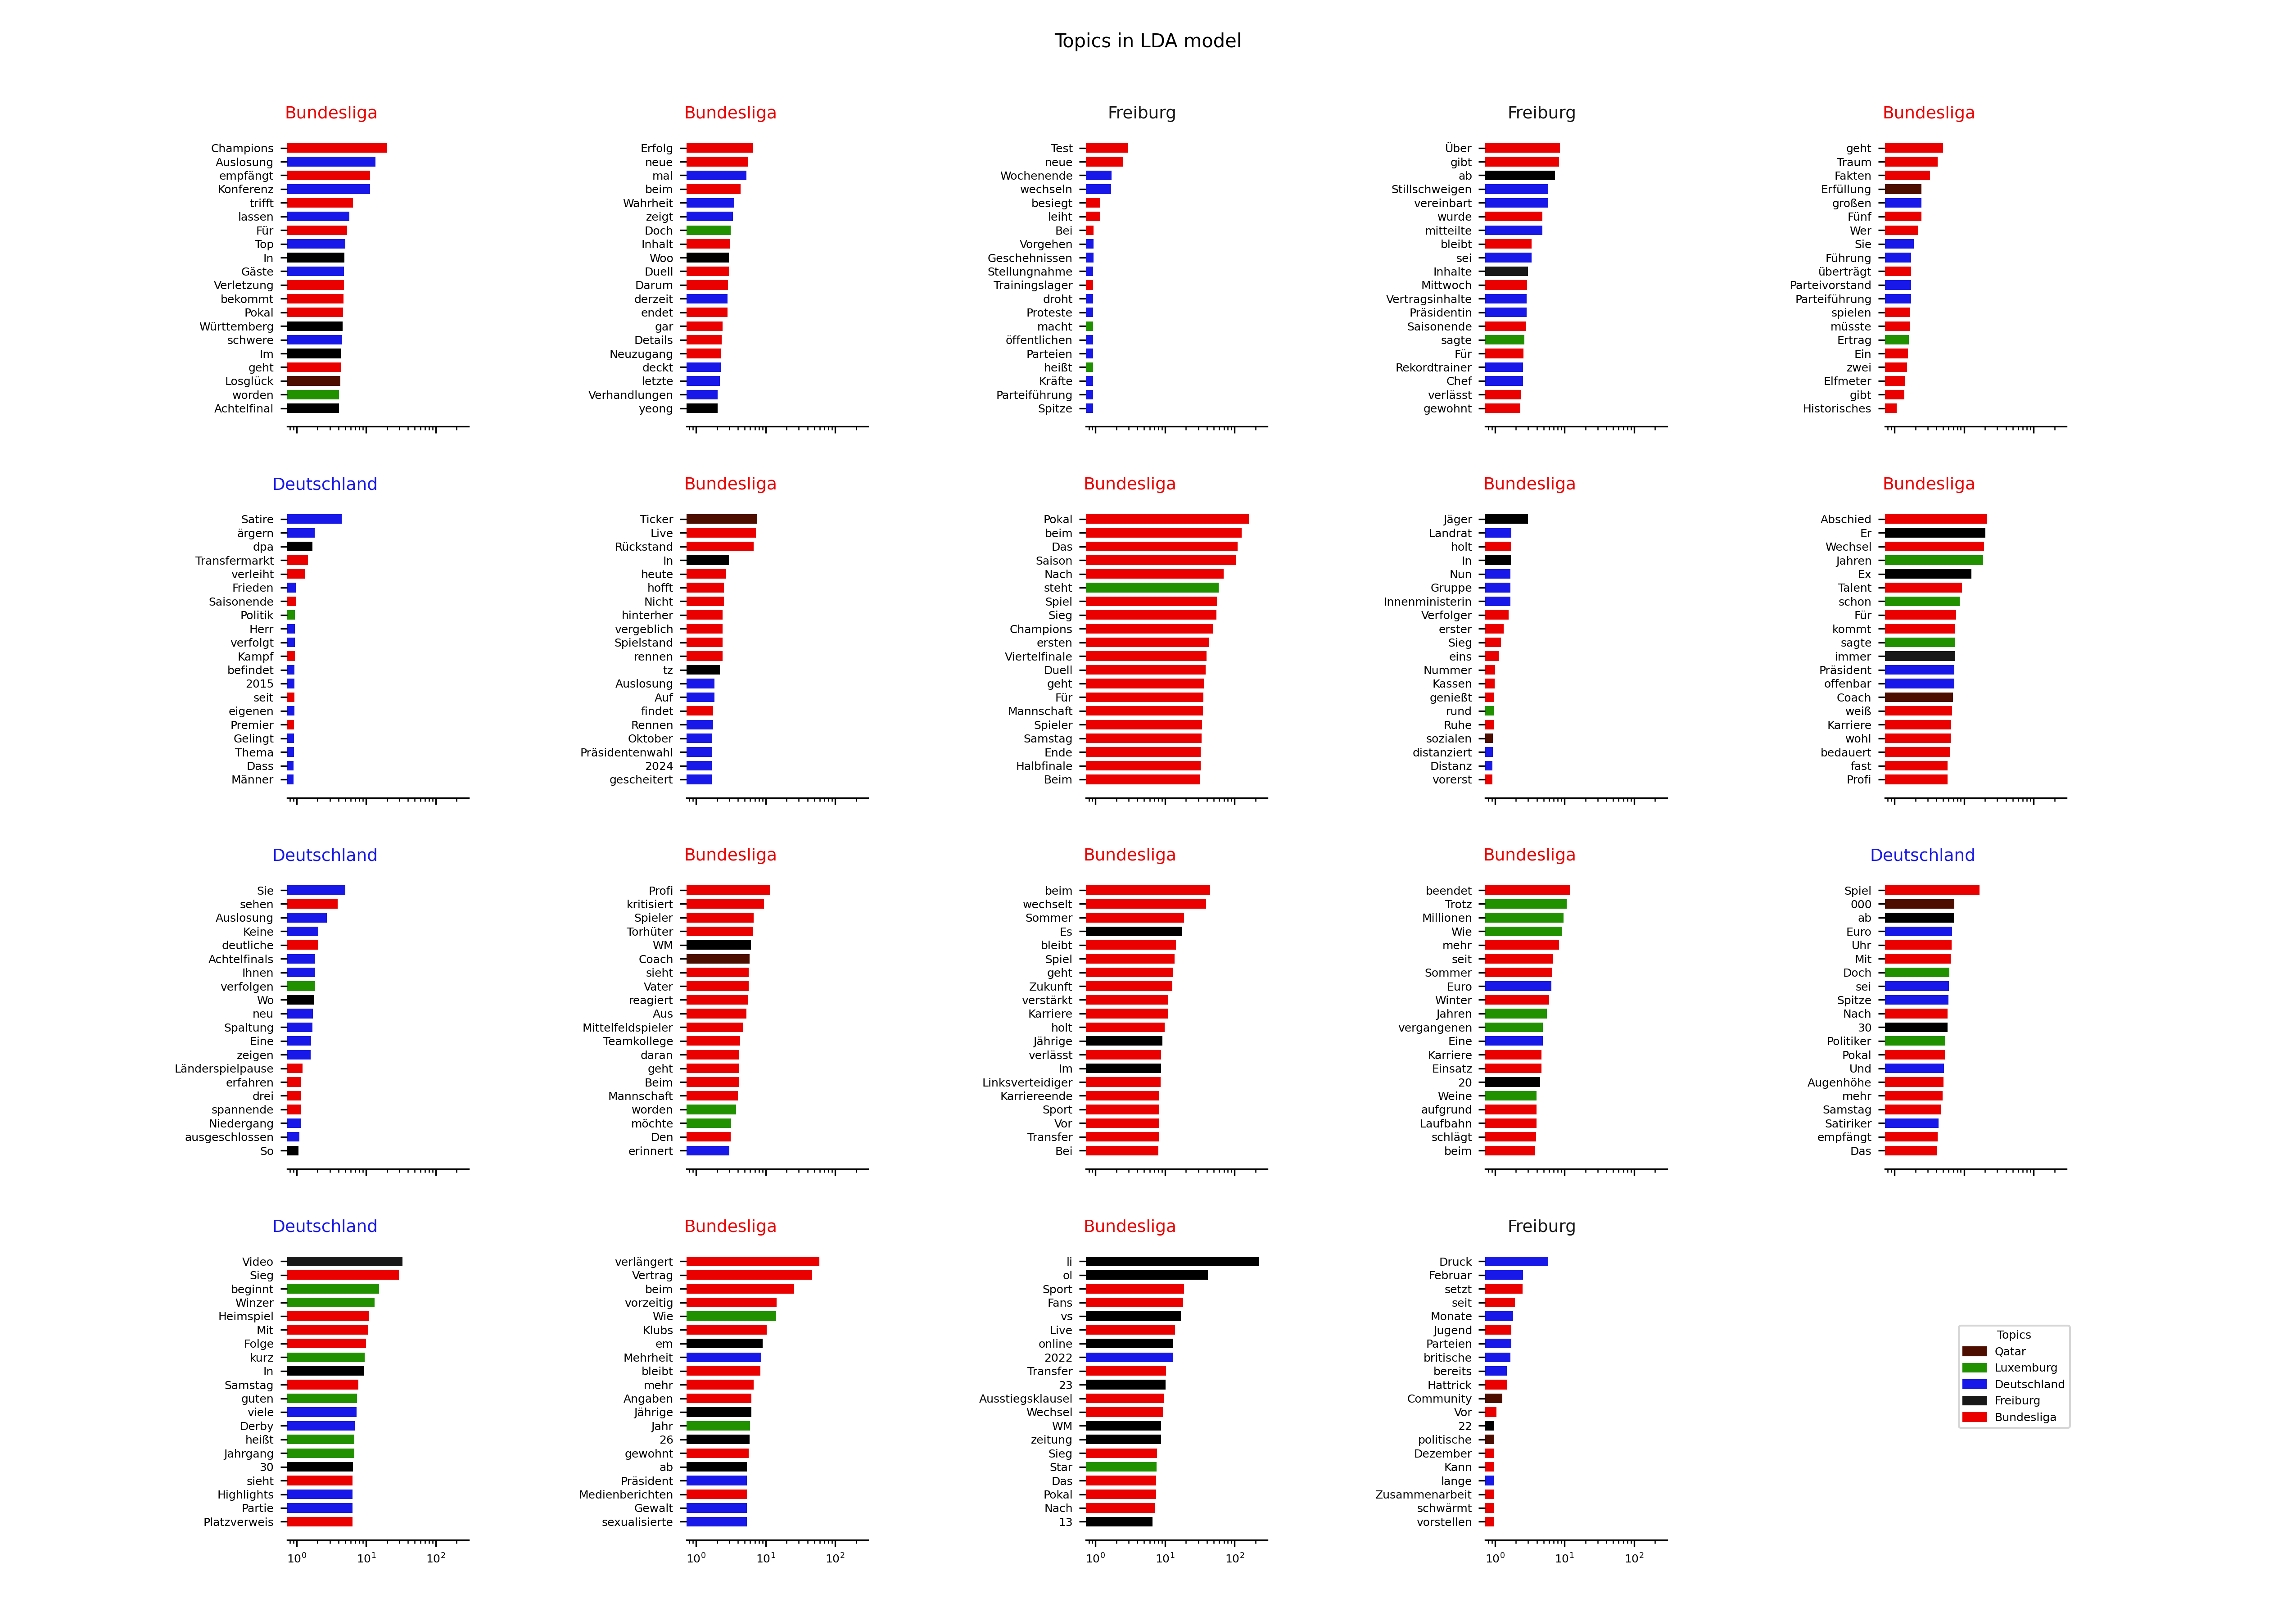 Topics in LDA model
Bundesliga
Champions
Auslosung
empfängt
Konferenz
trifft
lassen
Für
Top
In
Gäste
Verletzung
bekommt
Pokal
Württemberg
schwere
Im
geht
Losglück
worden
Achtelfinal
Bundesliga
Erfolg
neue
mal
beim
Wahrheit
zeigt
Doch
Inhalt
Woo
Duell
Darum
derzeit
endet
gar
Details
Neuzugang
deckt
letzte
Verhandlungen
yeong
Freiburg
Test
neue
Wochenende
wechseln
besiegt
leiht
Bei
Vorgehen
Geschehnissen
Stellungnahme
Trainingslager
droht
Proteste
macht
öffentlichen
Parteien
heißt
Kräfte
Parteiführung
Spitze
Freiburg
Über
gibt
ab
Stillschweigen
vereinbart
wurde
mitteilte
bleibt
sei
Inhalte
Mittwoch
Vertragsinhalte
Präsidentin
Saisonende
sagte
Für
Rekordtrainer
Chef
verlässt
gewohnt
Bundesliga
geht
Traum
Fakten
Erfüllung
großen
Fünf
Wer
Sie
Führung
überträgt
Parteivorstand
Parteiführung
spielen
müsste
Ertrag
Ein
zwei
Elfmeter
gibt
Historisches
Deutschland
Satire
ärgern
dpa
Transfermarkt
verleiht
Frieden
Saisonende
Politik
Herr
verfolgt
Kampf
befindet
2015
seit
eigenen
Premier
Gelingt
Thema
Dass
Männer
Bundesliga
Ticker
Live
Rückstand
In
heute
hofft
Nicht
hinterher
vergeblich
Spielstand
rennen
tz
Auslosung
Auf
findet
Rennen
Oktober
Präsidentenwahl
2024
gescheitert
Bundesliga
Pokal
beim
Das
Saison
Nach
steht
Spiel
Sieg
Champions
ersten
Viertelfinale
Duell
geht
Für
Mannschaft
Spieler
Samstag
Ende
Halbfinale
Beim
Bundesliga
Jäger
Landrat
holt
In
Nun
Gruppe
Innenministerin
Verfolger
erster
Sieg
eins
Nummer
Kassen
genießt
rund
Ruhe
sozialen
distanziert
Distanz
vorerst
Bundesliga
Abschied
Er
Wechsel
Jahren
Ex
Talent
schon
Für
kommt
sagte
immer
Präsident
offenbar
Coach
weiß
Karriere
wohl
bedauert
fast
Profi
Deutschland
Sie
sehen
Auslosung
Keine
deutliche
Achtelfinals
Ihnen
verfolgen
Wo
neu
Spaltung
Eine
zeigen
Länderspielpause
erfahren
drei
spannende
Niedergang
ausgeschlossen
So
Bundesliga
Profi
kritisiert
Spieler
Torhüter
WM
Coach
sieht
Vater
reagiert
Aus
Mittelfeldspieler
Teamkollege
daran
geht
Beim
Mannschaft
worden
möchte
Den
erinnert
Bundesliga
beim
wechselt
Sommer
Es
bleibt
Spiel
geht
Zukunft
verstärkt
Karriere
holt
Jährige
verlässt
Im
Linksverteidiger
Karriereende
Sport
Vor
Transfer
Bei
Bundesliga
beendet
Trotz
Millionen
Wie
mehr
seit
Sommer
Euro
Winter
Jahren
vergangenen
Eine
Karriere
Einsatz
20
Weine
aufgrund
Laufbahn
schlägt
beim
Deutschland
Spiel
000
ab
Euro
Uhr
Mit
Doch
sei
Spitze
Nach
30
Politiker
Pokal
Und
Augenhöhe
mehr
Samstag
Satiriker
empfängt
Das
Deutschland
Video
Sieg
beginnt
Winzer
Heimspiel
Mit
Folge
kurz
In
Samstag
guten
viele
Derby
heißt
Jahrgang
30
sieht
Highlights
Partie
Platzverweis
10⁰ 10¹ 10²
Bundesliga
verlängert
Vertrag
beim
vorzeitig
Wie
Klubs
em
Mehrheit
bleibt
mehr
Angaben
Jährige
Jahr
26
gewohnt
ab
Präsident
Medienberichten
Gewalt
sexualisierte
10⁰ 10¹ 10²
Bundesliga
li
ol
Sport
Fans
vs
Live
online
2022
Transfer
23
Ausstiegsklausel
Wechsel
WM
zeitung
Sieg
Star
Das
Pokal
Nach
13
10⁰ 10¹ 10²
Freiburg
Druck
Februar
setzt
seit
Monate
Jugend
Parteien
britische
bereits
Hattrick
Community
Vor
22
politische
Dezember
Kann
lange
Zusammenarbeit
schwärmt
vorstellen
10⁰ 10¹ 10²
Topics
Qatar
Luxemburg
Deutschland
Freiburg
Bundesliga